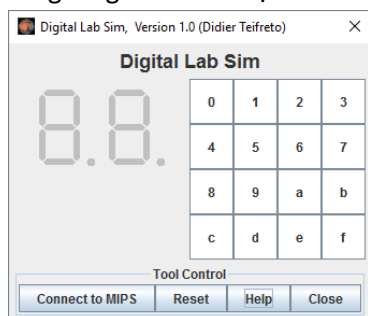 Digital Lab Sim, Version 1.0 (Didier Teifreto)
Digital Lab Sim
0 1 2 3
4 5 6 7
8 9 a b
c d e f
Tool Control
Connect to MIPS Reset Help Close